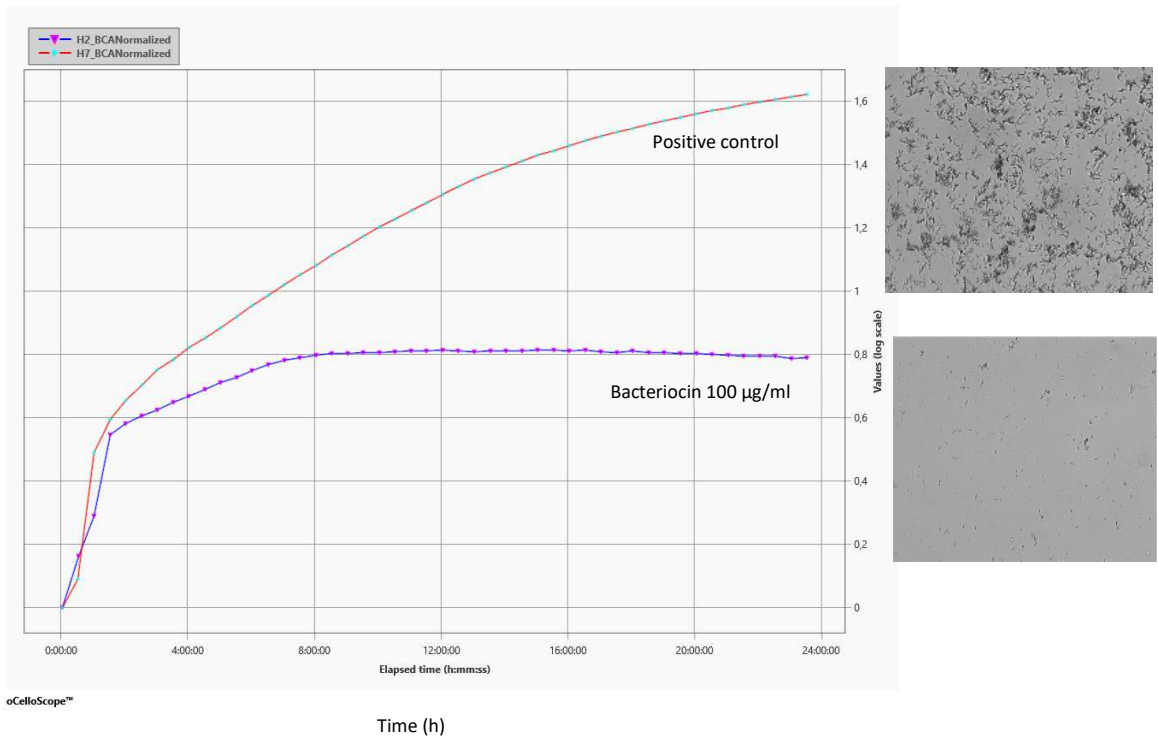 H2_BCANormalized
H7_BCANormalized
1,6
Positive control
1,4
1,2
1
Values (log scale)
0,8
Bacteriocin 100 µg/ml
0,6
0,4
0,2
0
0:00:00 4:00:00 8:00:00 12:00:00 16:00:00 20:00:00 24:00:00
Elapsed time (h:mm:ss)
oCelloScope™
Time (h)